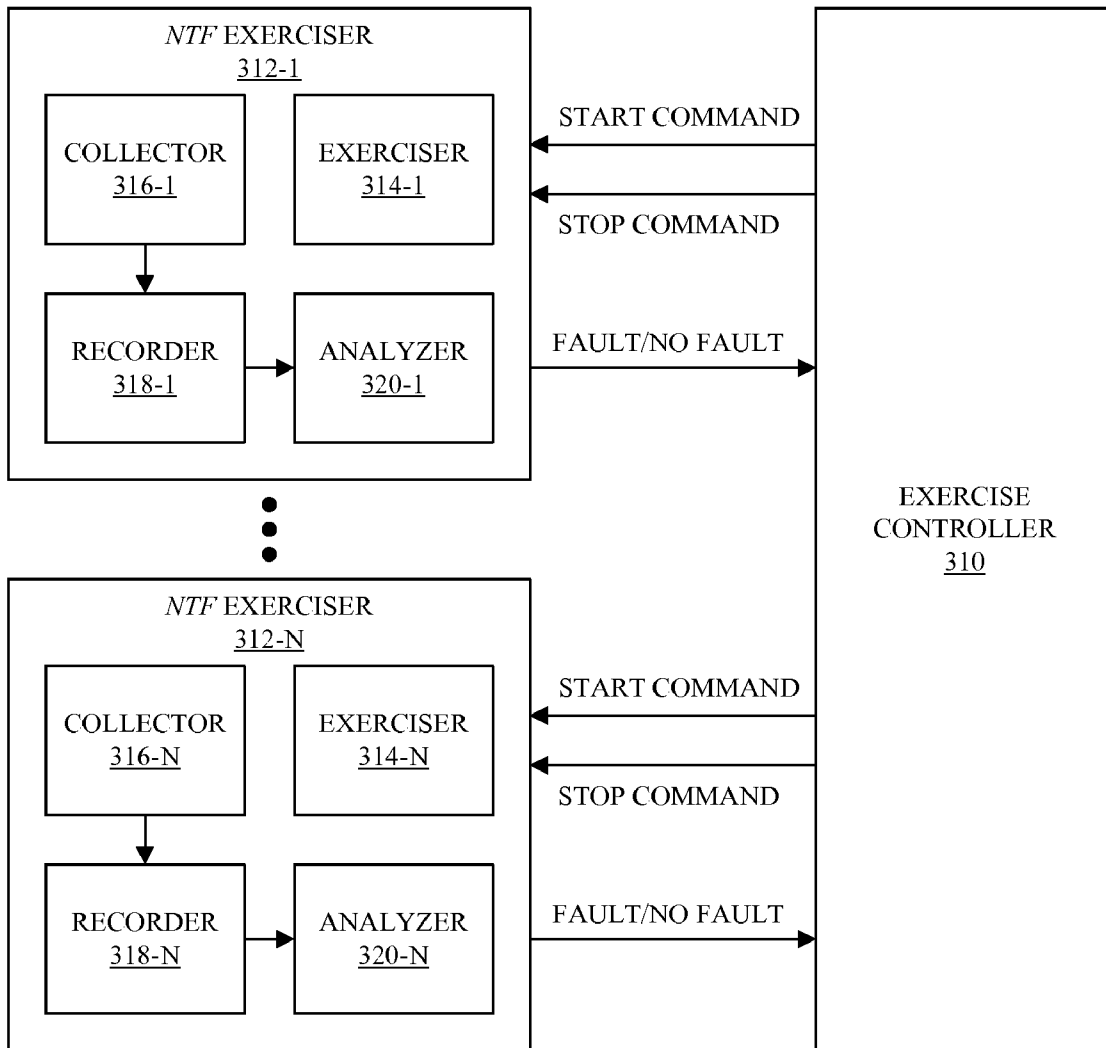 NTF EXERCISER
312-1
COLLECTOR
316-1
EXERCISER
314-1
RECORDER
318-1
ANALYZER
320-1
START COMMAND
STOP COMMAND
FAULT/NO FAULT
EXERCISE
CONTROLLER
310
NTF EXERCISER
312-N
COLLECTOR
316-N
EXERCISER
314-N
RECORDER
318-N
ANALYZER
320-N
START COMMAND
STOP COMMAND
FAULT/NO FAULT